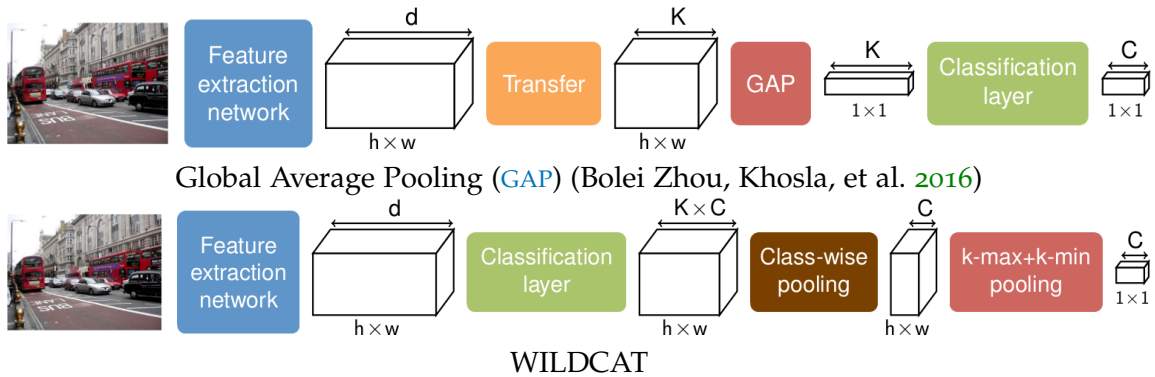 d
K
K
C
Feature
extraction
network
Transfer
GAP
Classification
layer
h×w
h×w
1×1
1×1
Global Average Pooling (GAP) (Bolei Zhou, Khosla, et al. 2016)
d
K×C
C
C
Feature
extraction
network
Classification
layer
Class-wise
pooling
k-max+k-min
pooling
h×w
h×w
h×w
1×1
WILDCAT